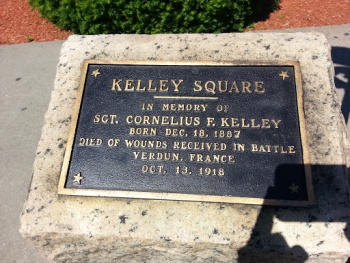 KELLEY SQUARE
IN MEMORY OF
SGT. CORNELIUS F. KELLEY
BORN DEC. 18, 1887
DIED OF WOUNDS RECEIVED IN BATTLE
VERDUN, FRANCE
OCT. 13, 1918